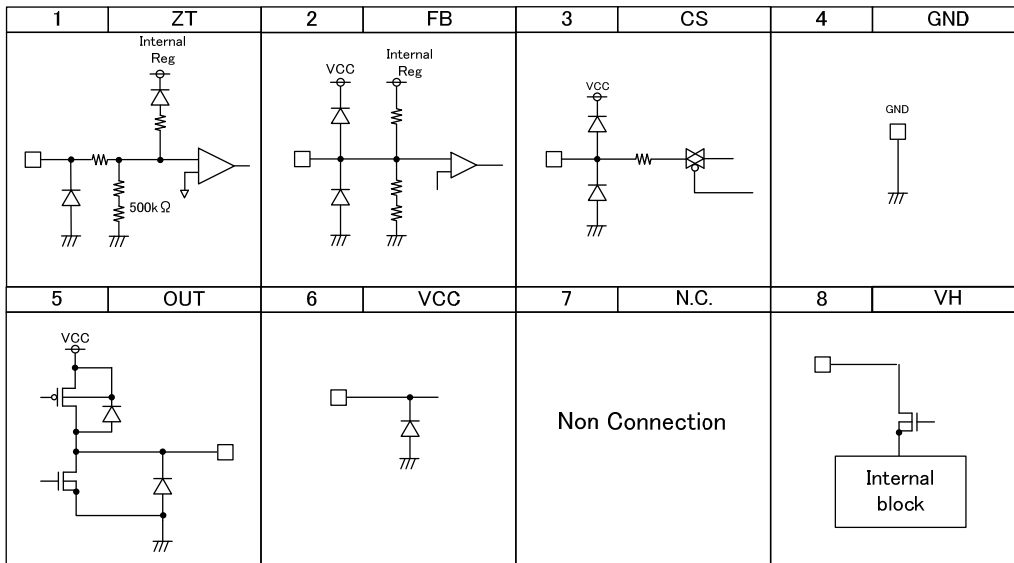 1 ZT 2 FB 3 CS 4 GND
Internal
Reg
500kΩ
VCC
Internal
Reg
VCC
GND
5 OUT 6 VCC 7 N.C. 8 VH
VCC
Non Connection
Internal
block